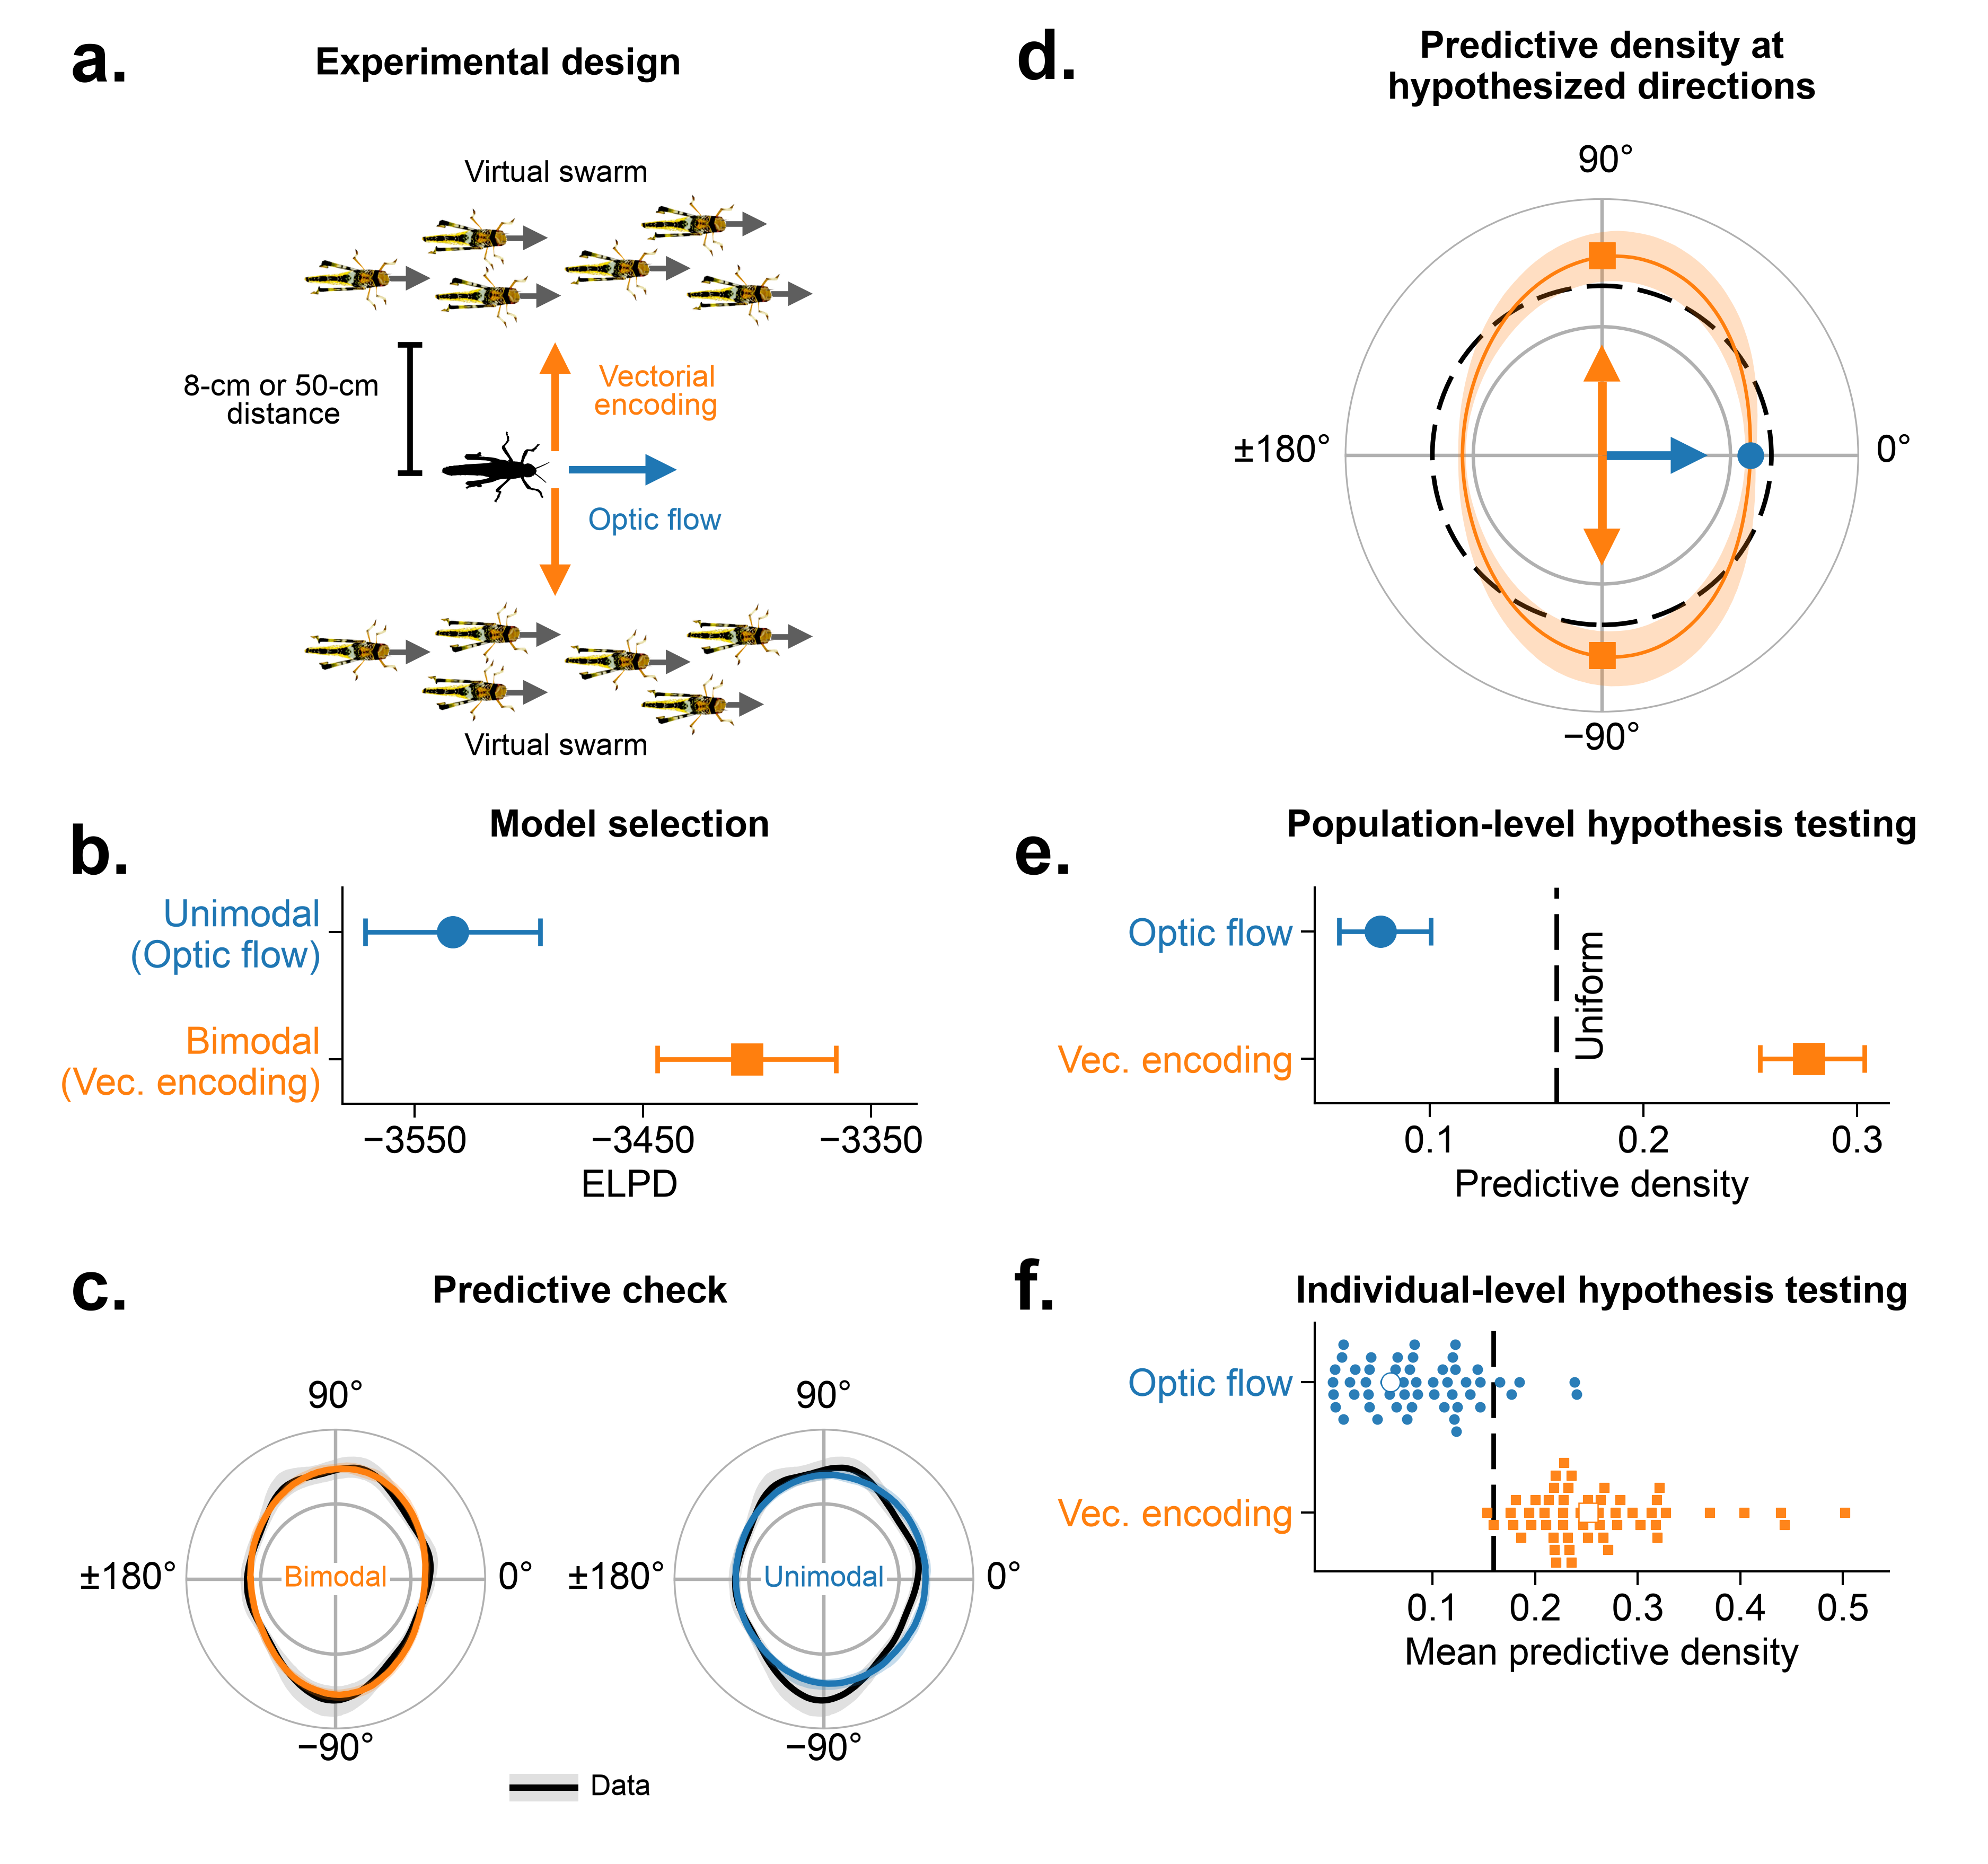 a.
Experimental design
Virtual swarm
8-cm or 50-cm
distance
Vectorial
encoding
Optic flow
Virtual swarm
b.
Model selection
Unimodal
(Optic flow)
Bimodal
(Vec. encoding)
−3550
−3450
−3350
ELPD
c.
Predictive check
90°
±180°
Bimodal
0°
−90°
90°
±180°
Unimodal
0°
−90°
Data
d.
Predictive density at
hypothesized directions
90°
±180°
0°
−90°
e.
Population-level hypothesis testing
Optic flow
Vec. encoding
Uniform
0.1
0.2
0.3
Predictive density
f.
Individual-level hypothesis testing
Optic flow
Vec. encoding
0.1
0.2
0.3
0.4
0.5
Mean predictive density